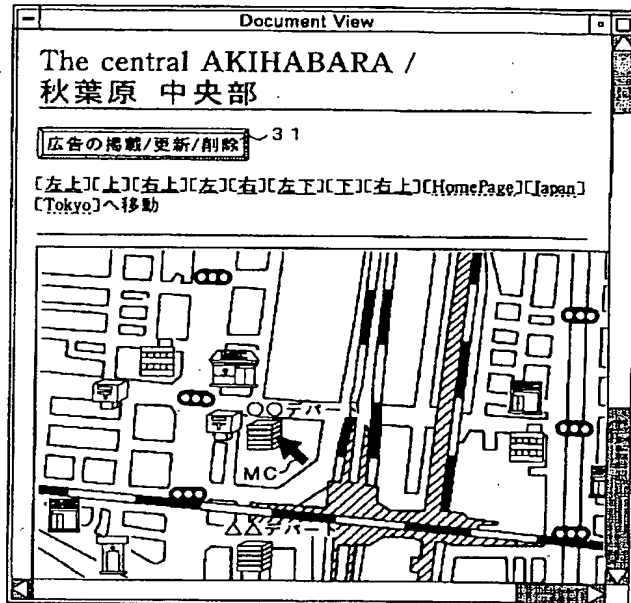 Document View
The central AKIHABARA /
秋葉原 中央部
広告の掲載/更新/削除
31
[左上][上][右上][左][右][左下][下][右上][HomePage][Japan]
[Tokyo]へ移動
〒
○○デパート
〒
MC
△△デパート